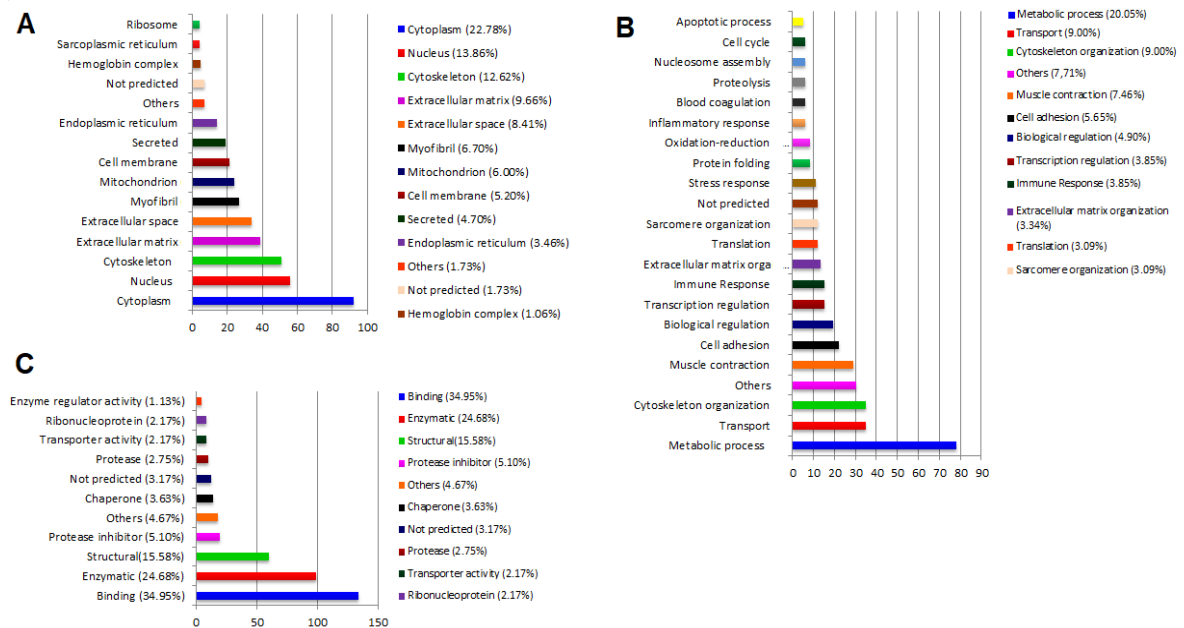 A
Ribosome
Sarcoplasmic reticulum
Hemoglobin complex
Not predicted
Others
Endoplasmic reticulum
Secreted
Cell membrane
Mitochondrion
Myofibril
Extracellular space
Extracellular matrix
Cytoskeleton
Nucleus
Cytoplasm
0 20 40 60 80 100
Cytoplasm (22.78%)
Nucleus (13.86%)
Cytoskeleton (12.62%)
Extracellular matrix (9.66%)
Extracellular space (8.41%)
Myofibril (6.70%)
Mitochondrion (6.00%)
Cell membrane (5.20%)
Secreted (4.70%)
Endoplasmic reticulum (3.46%)
Others (1.73%)
Not predicted (1.73%)
Hemoglobin complex (1.06%)
B
Apoptotic process
Cell cycle
Nucleosome assembly
Proteolysis
Blood coagulation
Inflammatory response
Oxidation-reduction ...
Protein folding
Stress response
Not predicted
Sarcomere organization
Translation
Extracellular matrix orga ...
Immune Response
Transcription regulation
Biological regulation
Cell adhesion
Muscle contraction
Others
Cytoskeleton organization
Transport
Metabolic process
0 10 20 30 40 50 60 70 80 90
Metabolic process (20.05%)
Transport (9.00%)
Cytoskeleton organization (9.00%)
Others (7,71%)
Muscle contraction (7.46%)
Cell adhesion (5.65%)
Biological regulation (4.90%)
Transcription regulation (3.85%)
Immune Response (3.85%)
Extracellular matrix organization
(3.34%)
Translation (3.09%)
Sarcomere organization (3.09%)
C
Enzyme regulator activity (1.13%)
Ribonucleoprotein (2.17%)
Transporter activity (2.17%)
Protease (2.75%)
Not predicted (3.17%)
Chaperone (3.63%)
Others (4.67%)
Protease inhibitor (5.10%)
Structural(15.58%)
Enzymatic (24.68%)
Binding (34.95%)
0 50 100 150
Binding (34.95%)
Enzymatic (24.68%)
Structural(15.58%)
Protease inhibitor (5.10%)
Others (4.67%)
Chaperone (3.63%)
Not predicted (3.17%)
Protease (2.75%)
Transporter activity (2.17%)
Ribonucleoprotein (2.17%)